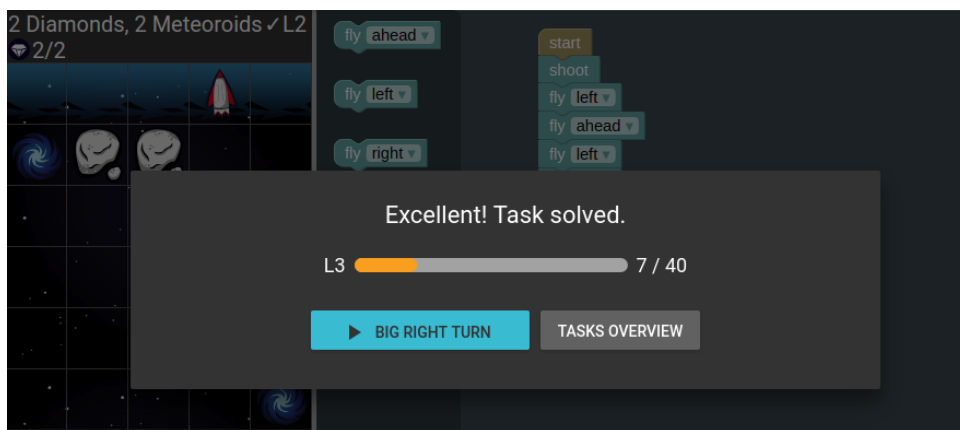 2 Diamonds, 2 Meteoroids ✓ L2
2/2
fly ahead
fly left
fly right
start
shoot
fly left
fly ahead
fly left
Excellent! Task solved.
L3 7 / 40
BIG RIGHT TURN
TASKS OVERVIEW